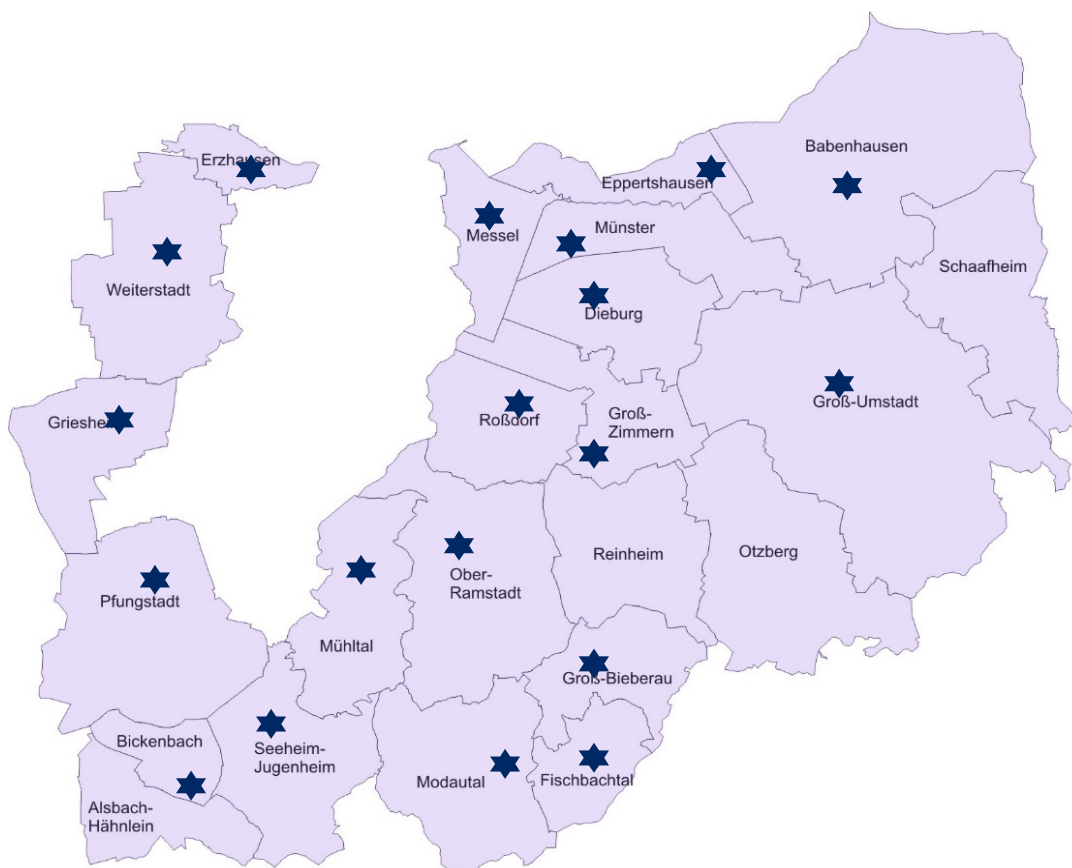 Babenhausen
Erzhausen
Eppertshausen
Messel
Münster
Schaafheim
Weiterstadt
Dieburg
Groß-Umstadt
Groß-
Zimmern
Roßdorf
Reinheim
Otzberg
Ober-
Ramstadt
Pfungstadt
Mühltal
Groß-Bieberau
Bickenbach
Seeheim-
Jugenheim
Modautal
Fischbachtal
Alsbach-
Hähnlein